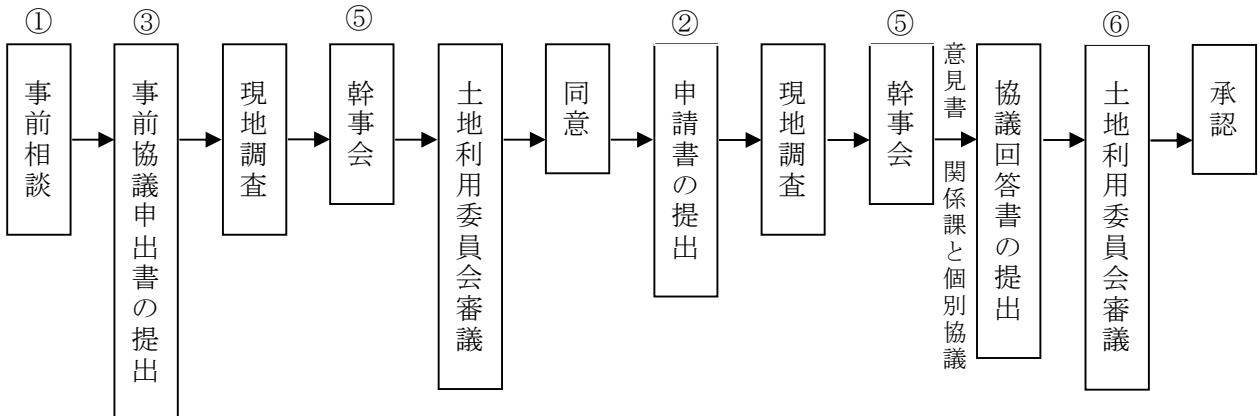 ①
事前相談
③
事前協議申出書の提出
現地調査
⑤
幹事会
土地利用委員会審議
同意
②
申請書の提出
現地調査
⑤
幹事会
意見書 関係課と個別協議
協議回答書の提出
⑥
土地利用委員会審議
承認